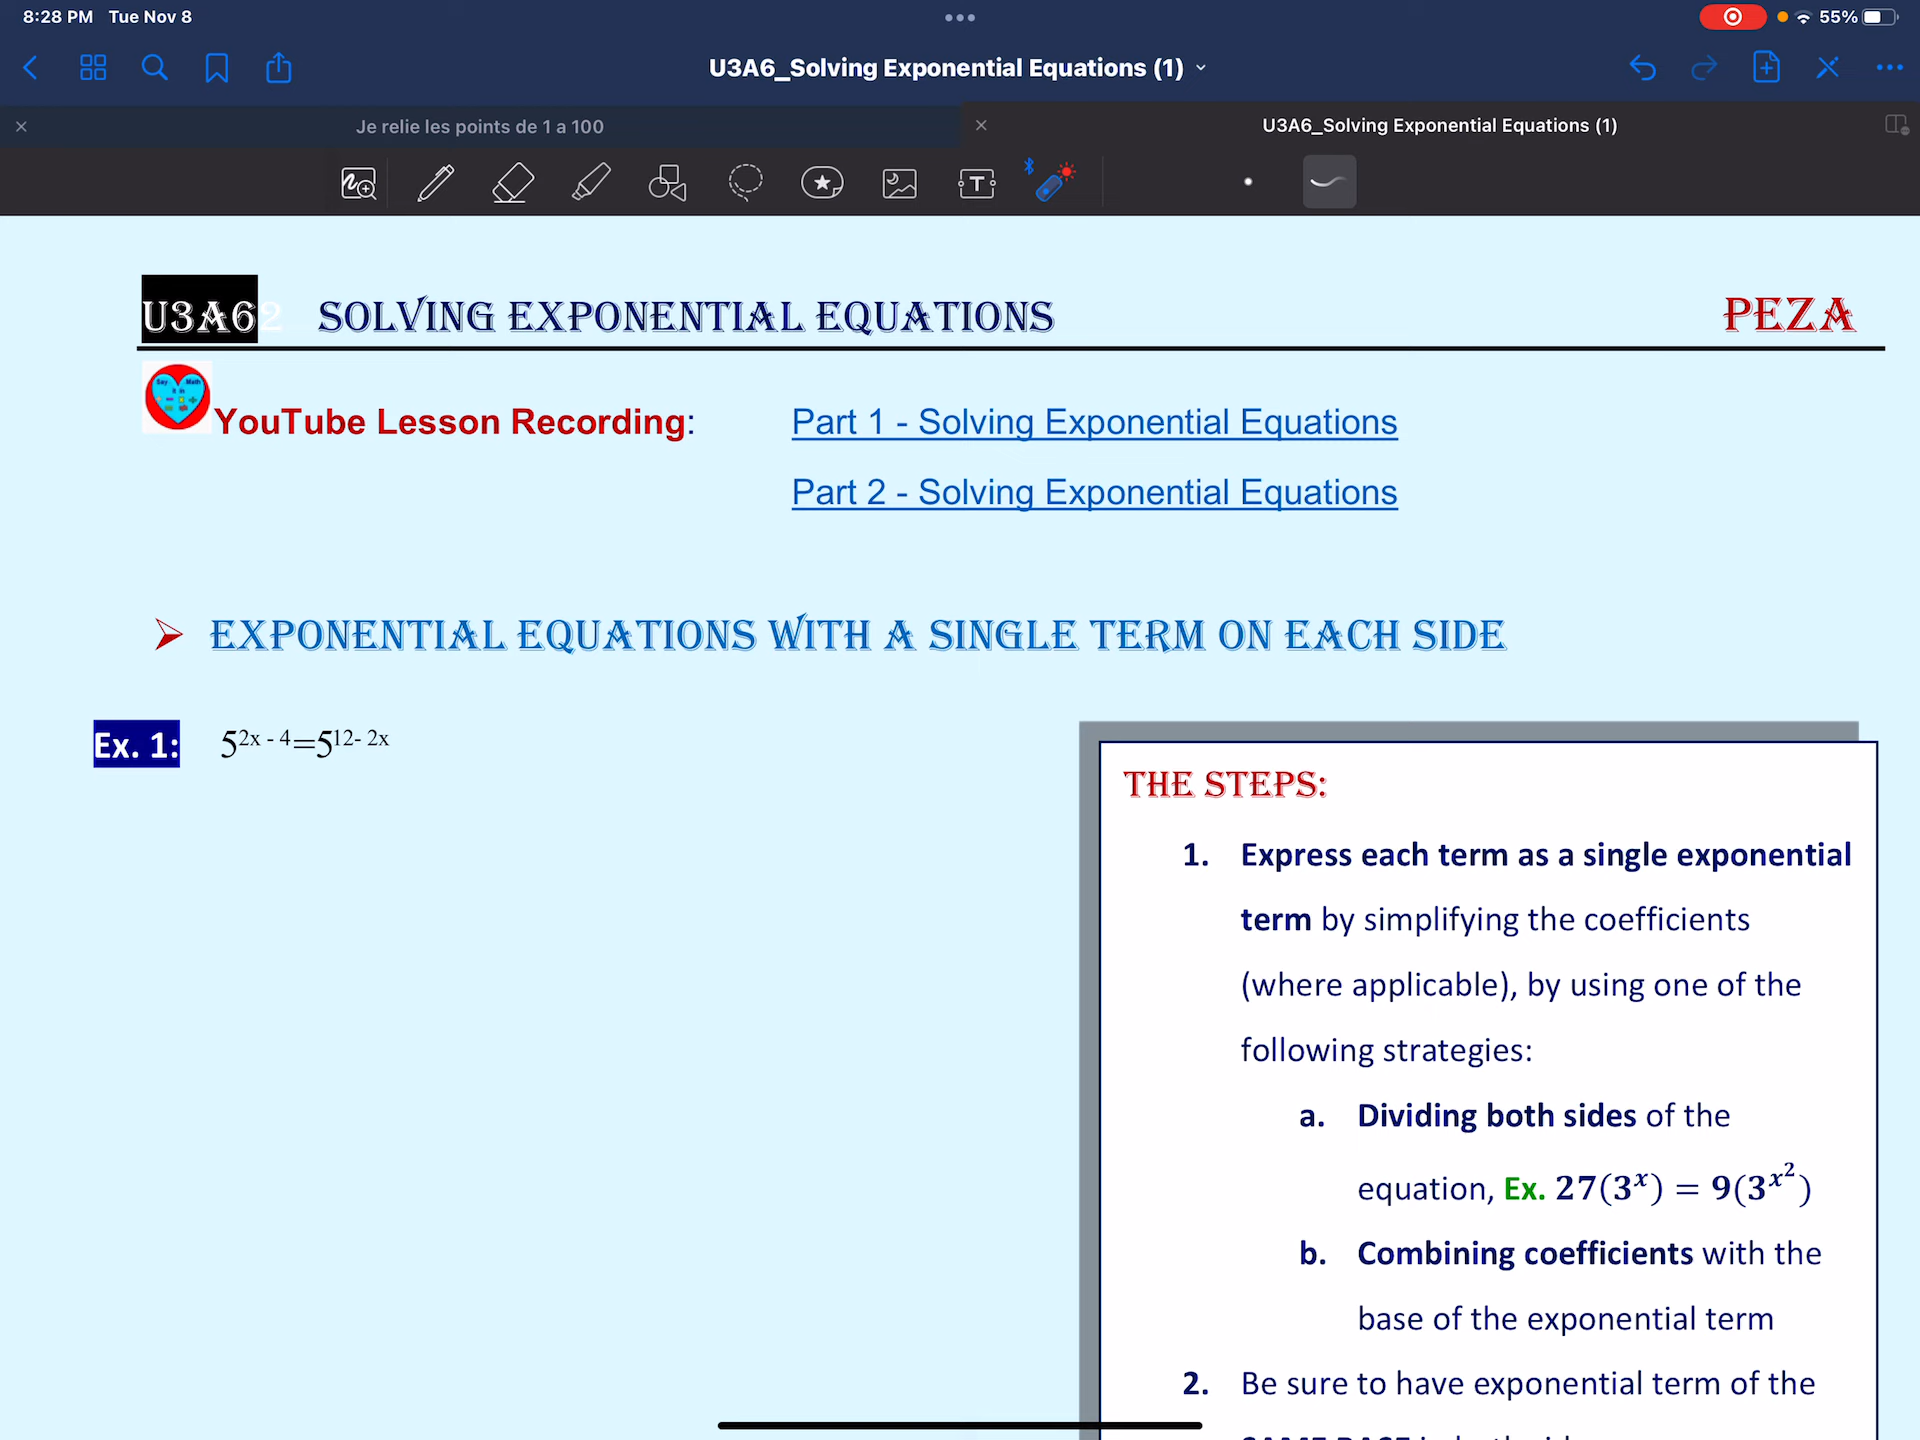 8:28 PM Tue Nov 8
55%
U3A6_Solving Exponential Equations (1)
Je relie les points de 1 a 100
U3A6_Solving Exponential Equations (1)
U3A62 SOLVING EXPONENTIAL EQUATIONS PEZA
YouTube Lesson Recording: Part 1 - Solving Exponential Equations
Part 2 - Solving Exponential Equations
➢ EXPONENTIAL EQUATIONS WITH A SINGLE TERM ON EACH SIDE
Ex. 1: 5^{2x - 4}=5^{12- 2x}
THE STEPS:
1. Express each term as a single exponential
term by simplifying the coefficients
(where applicable), by using one of the
following strategies:
a. Dividing both sides of the
equation, Ex. 27(3^x) = 9(3^{x^2})
b. Combining coefficients with the
base of the exponential term
2. Be sure to have exponential term of the